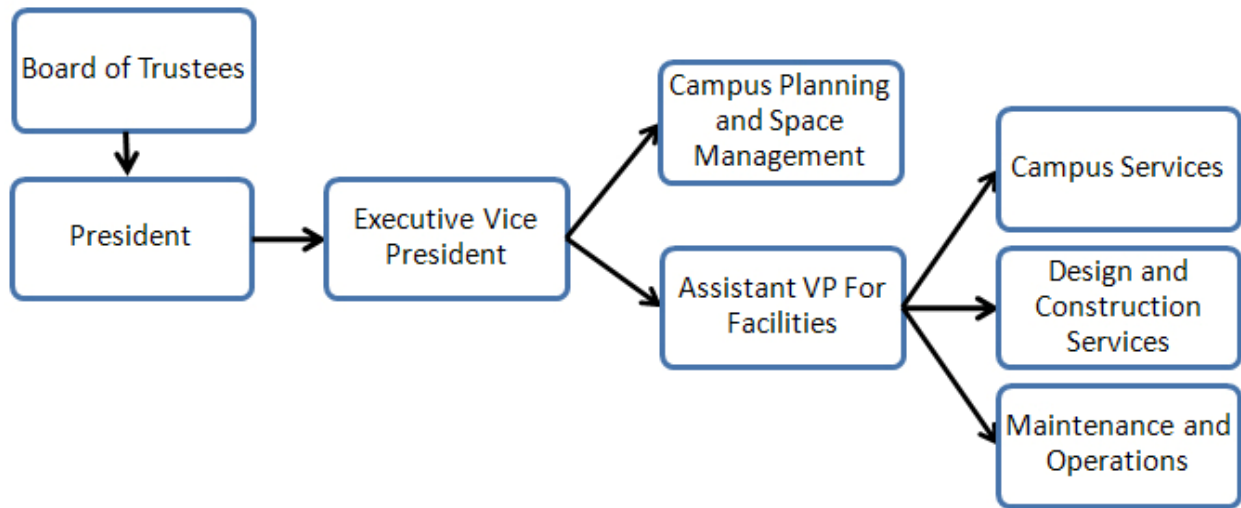 Board of Trustees
President
Executive Vice
President
Campus Planning
and Space
Management
Assistant VP For
Facilities
Campus Services
Design and
Construction
Services
Maintenance and
Operations